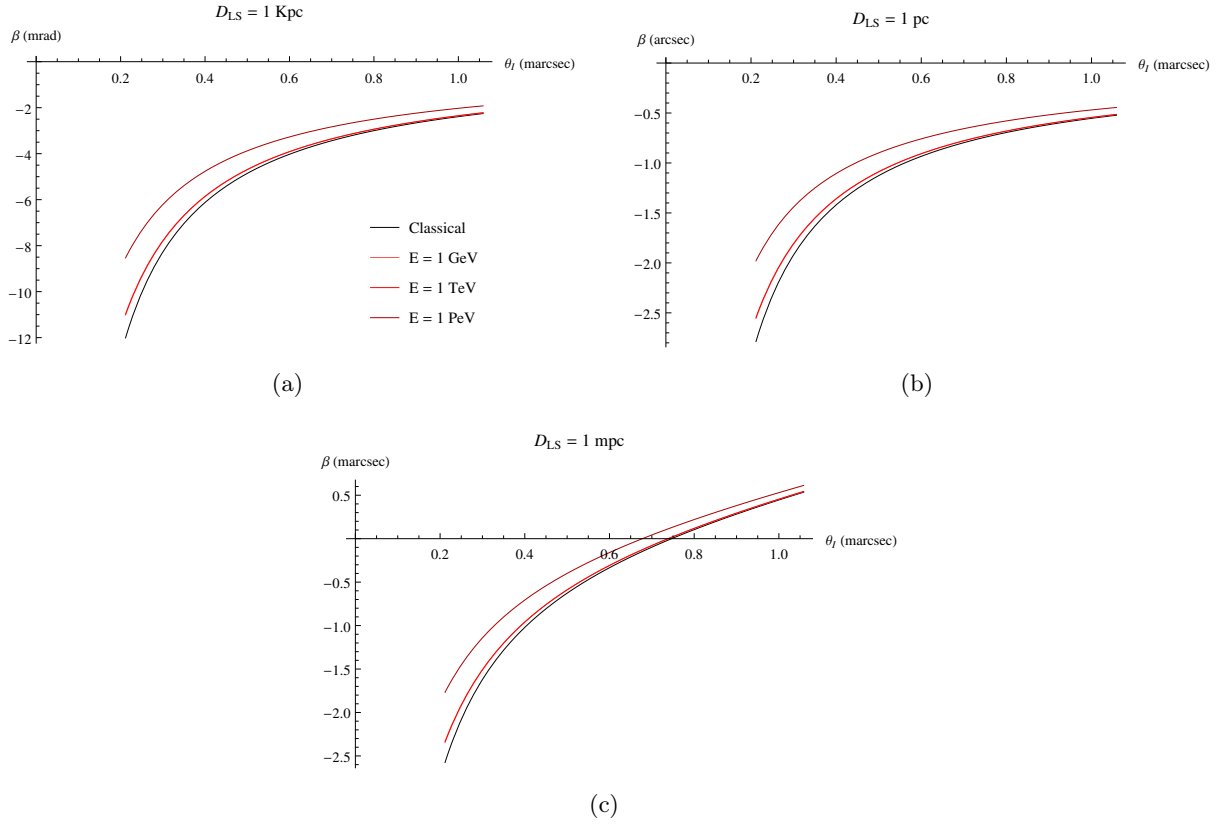 D_LS = 1 Kpc
β (mrad)
θ_I (marcsec)
0.2 0.4 0.6 0.8 1.0
−2
−4
−6
−8
−10
−12
Classical
E = 1 GeV
E = 1 TeV
E = 1 PeV
(a)
D_LS = 1 pc
β (arcsec)
θ_I (marcsec)
0.2 0.4 0.6 0.8 1.0
−0.5
−1.0
−1.5
−2.0
−2.5
(b)
D_LS = 1 mpc
β (marcsec)
0.5
θ_I (marcsec)
0.2 0.4 0.6 0.8 1.0
−0.5
−1.0
−1.5
−2.0
−2.5
(c)